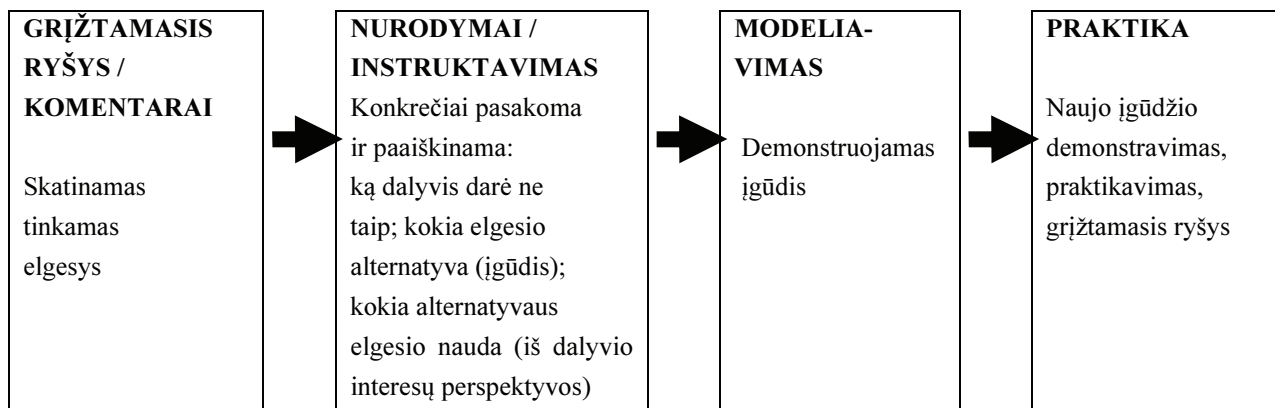 GRĮŽTAMASIS
RYŠYS /
KOMENTARAI
Skatinamas
tinkamas
elgesys
NURODYMAI /
INSTRUKTAVIMAS
Konkrečiai pasakoma
ir paaiškinama:
ką dalyvis darė ne
taip; kokia elgesio
alternatyva (įgūdis);
kokia alternatyvaus
elgesio nauda (iš dalyvio
interesų perspektyvos)
MODELIA-
VIMAS
Demonstruojamas
įgūdis
PRAKTIKA
Naujo įgūdžio
demonstravimas,
praktikavimas,
grįžtamasis ryšys